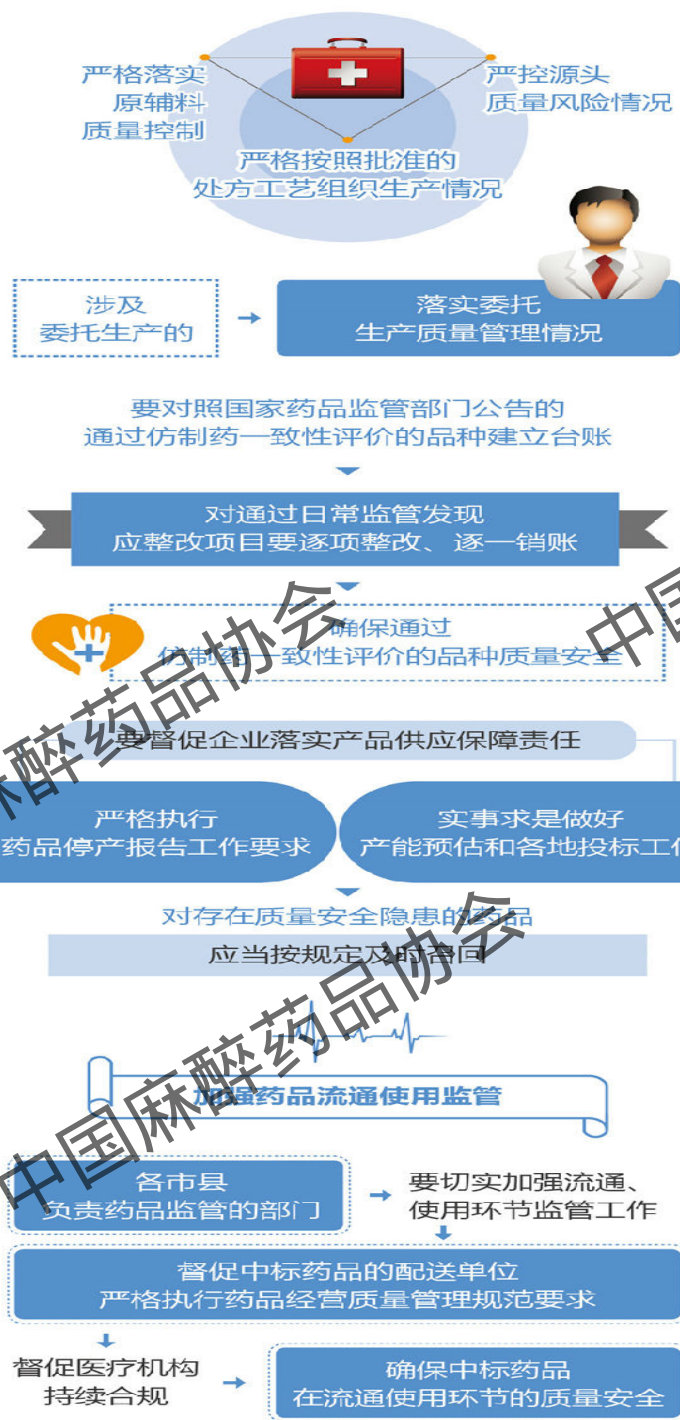 严格落实
原辅料
质量控制
严控源头
质量风险情况
严格按照批准的
处方工艺组织生产情况
涉及
委托生产的
落实委托
生产质量管理情况
要对照国家药品监管部门公告的
通过仿制药一致性评价的品种建立台账
对通过日常监管发现
应整改项目要逐项整改、逐一销账
确保通过
仿制药一致性评价的品种质量安全
中国
要督促企业落实产品供应保障责任
麻醉药品协会
严格执行
药品停产报告工作要求
实事求是做好
产能预估和各地投标工作
对存在质量安全隐患的药品
应当按规定及时召回
中国麻醉药品协会
加强药品流通使用监管
各市县
负责药品监管的部门
要切实加强流通、
使用环节监管工作
督促中标药品的配送单位
严格执行药品经营质量管理规范要求
督促医疗机构
持续合规
确保中标药品
在流通使用环节的质量安全